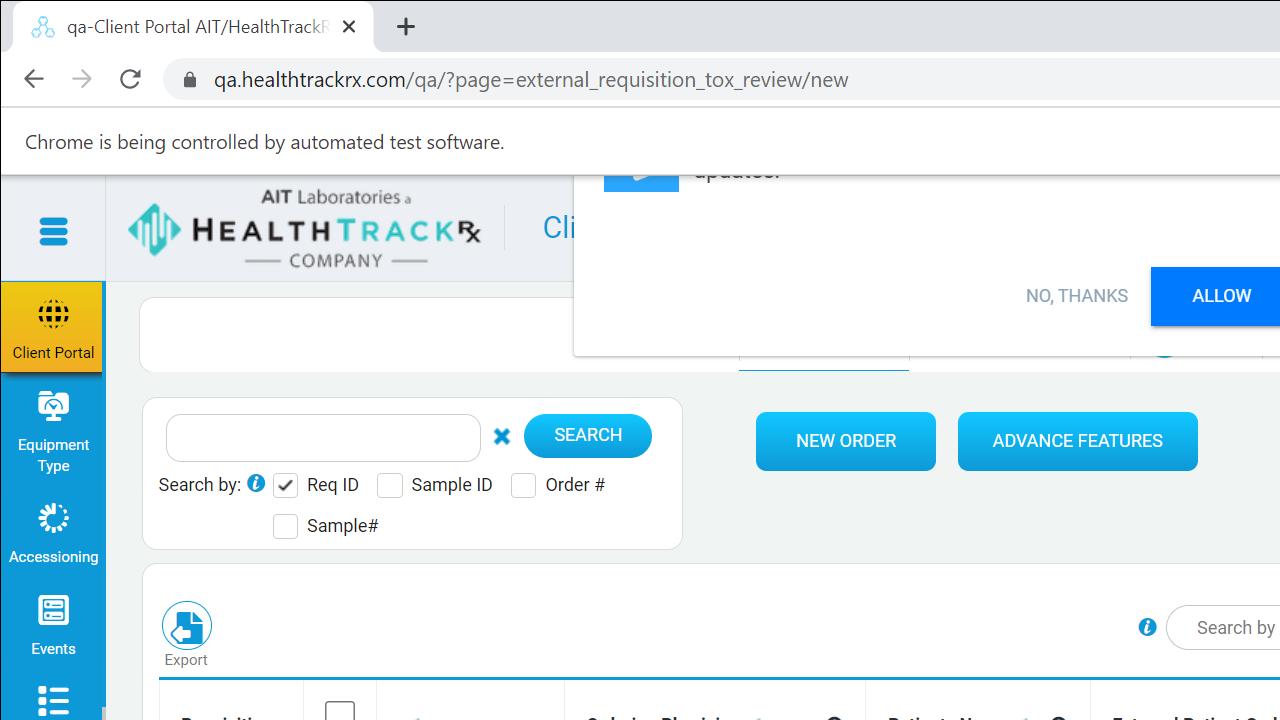 qa-Client Portal AIT/HealthTrackR
qa.healthtrackrx.com/qa/?page=external_requisition_tox_review/new
Chrome is being controlled by automated test software.
updates.
AIT Laboratories a
HEALTHTRACKRx
COMPANY
Cli
NO, THANKS
ALLOW
Client Portal
Equipment
Type
Accessioning
Events
SEARCH
NEW ORDER
ADVANCE FEATURES
Search by:
Req ID
Sample ID
Order #
Sample#
Export
Search by